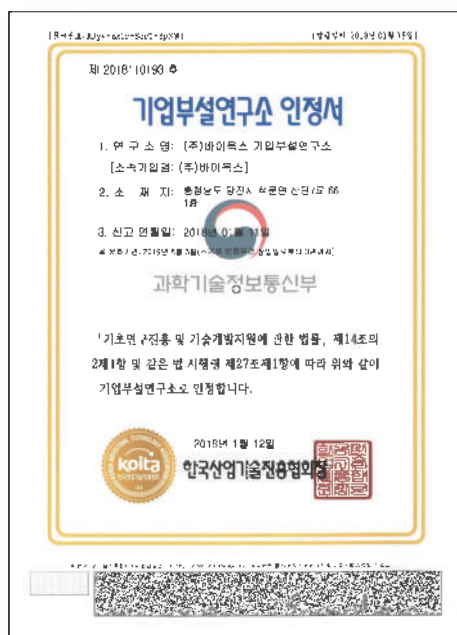 제 2018110193 호
기업부설연구소 인정서
1. 연 구 소 명: (주)바이옥스 기업부설연구소
[소속기업명: (주)바이옥스]
2. 소 재 지: 충청남도 당진시 석문면 산단7로 66
1층
3. 신고 연월일: 2018년 01월 11일
과학기술정보통신부
「기초연구진흥 및 기술개발지원에 관한 법률」 제14조의
2제1항 및 같은 법 시행령 제27조제1항에 따라 위와 같이
기업부설연구소로 인정합니다.
2018년 1월 12일
koita
한국산업기술진흥협회장